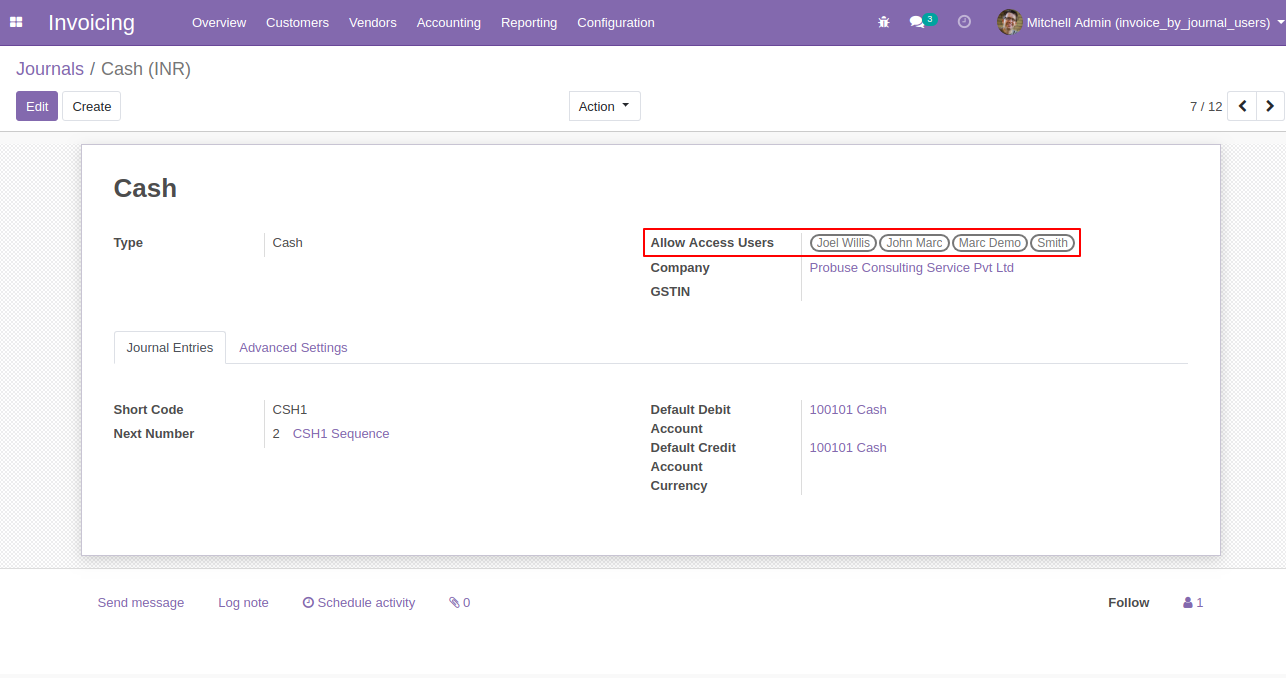 Invoicing Overview Customers Vendors Accounting Reporting Configuration 3 Mitchell Admin (invoice_by_journal_users)
Journals / Cash (INR)
Edit Create Action 7 / 12
Cash
Type Cash
Allow Access Users Joel Willis John Marc Marc Demo Smith
Company Probuse Consulting Service Pvt Ltd
GSTIN
Journal Entries Advanced Settings
Short Code CSH1
Next Number 2 CSH1 Sequence
Default Debit 100101 Cash
Account
Default Credit 100101 Cash
Account
Currency
Send message Log note Schedule activity 0 Follow 1